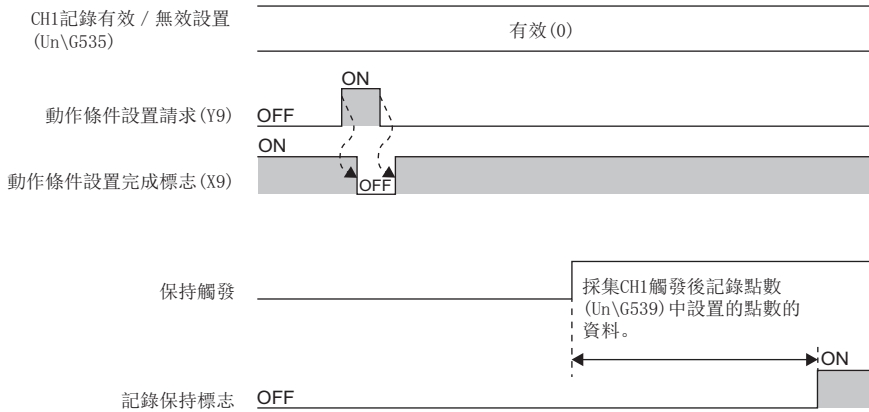 CH1記錄有效／無效設置
(Un\G535)
有效(0)
ON
動作條件設置請求(Y9)
OFF
ON
動作條件設置完成標志(X9)
OFF
保持觸發
採集CH1觸發後記錄點數
(Un\G539)中設置的點數的
資料。
ON
記錄保持標志
OFF